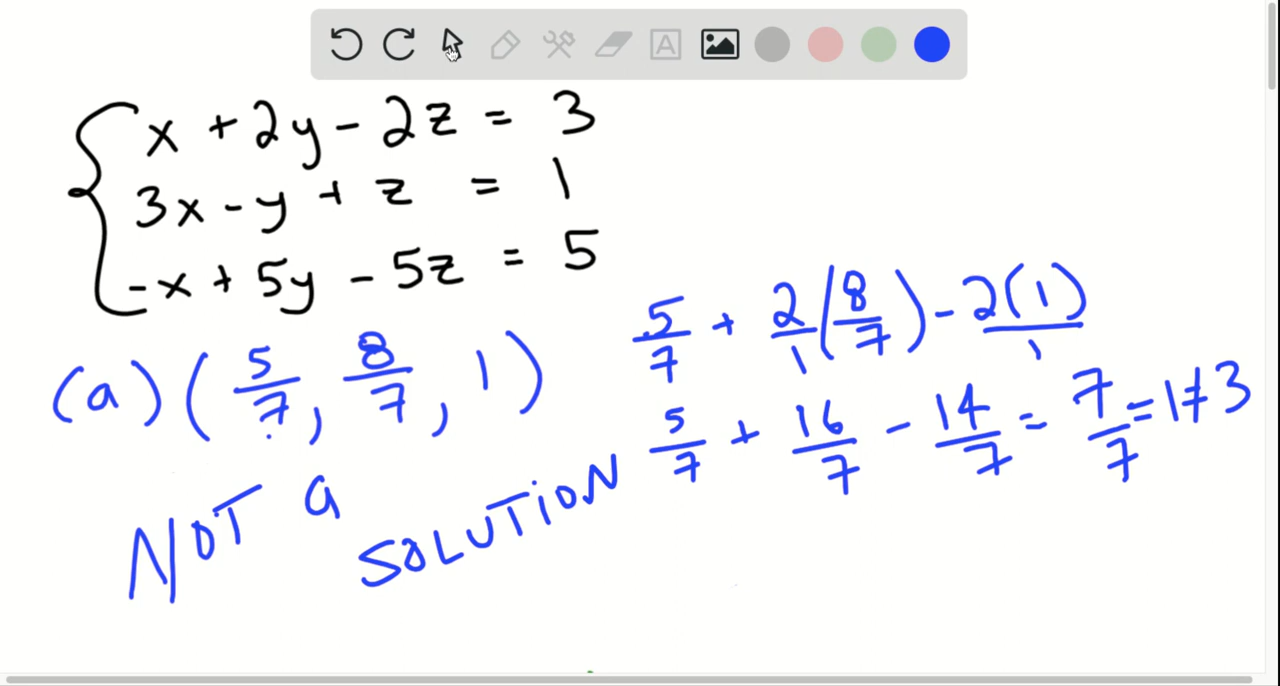 x + 2y - 2z = 3
3x - y + z = 1
-x + 5y - 5z = 5
(a) (5/7, 8/7, 1)
5/7 + 2/1 (8/7) - 2(1)/1
5/7 + 16/7 - 14/7 = 7/7 = 1 ≠ 3
NOT a SOLUTION